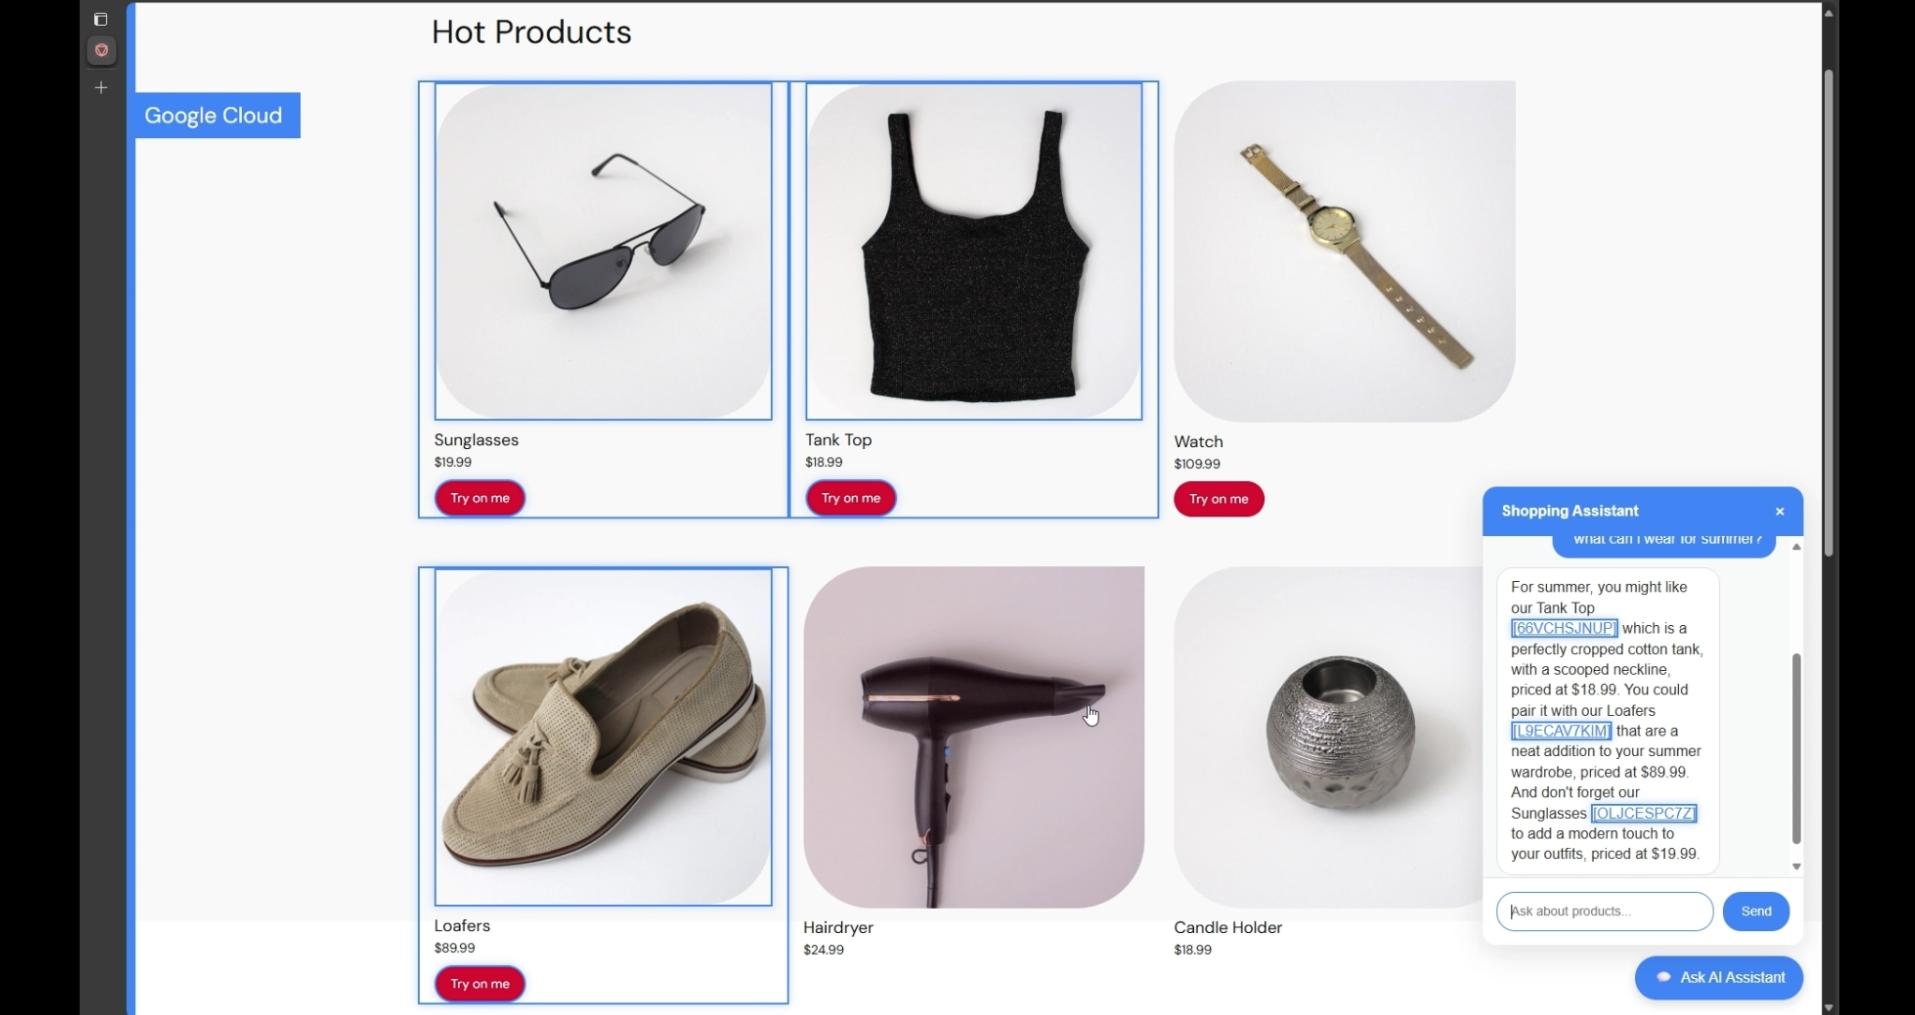 Hot Products
Google Cloud
Sunglasses
$19.99
Try on me
Tank Top
$18.99
Try on me
Watch
$109.99
Try on me
Loafers
$89.99
Try on me
Hairdryer
$24.99
Candle Holder
$18.99
Shopping Assistant
×
what can I wear for summer?
For summer, you might like
our Tank Top
[66VCHSJNUP] which is a
perfectly cropped cotton tank,
with a scooped neckline,
priced at $18.99. You could
pair it with our Loafers
[L9ECAV7KIM] that are a
neat addition to your summer
wardrobe, priced at $89.99.
And don't forget our
Sunglasses [OLJCESPC7Z]
to add a modern touch to
your outfits, priced at $19.99.
Ask about products...
Send
Ask AI Assistant